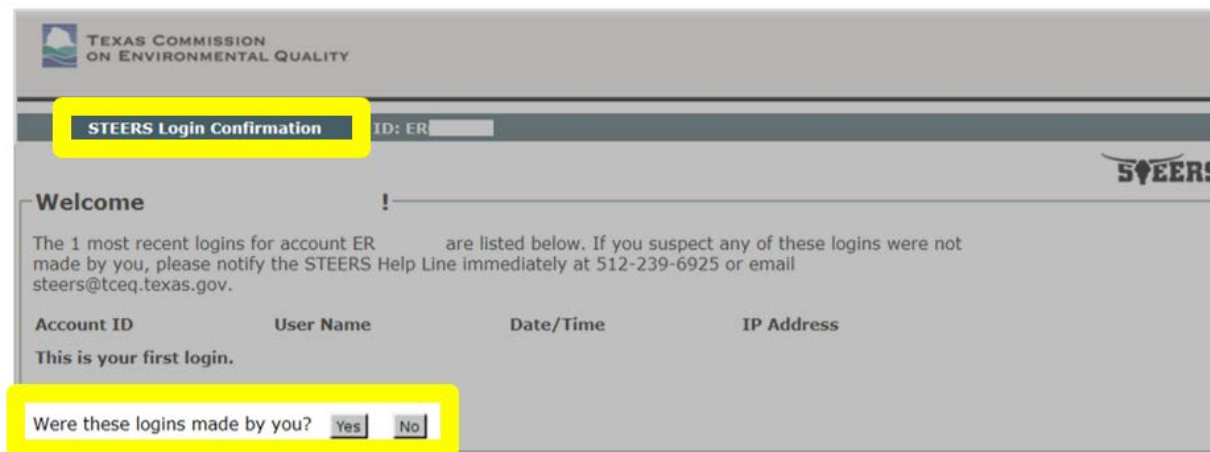 TEXAS COMMISSION
ON ENVIRONMENTAL QUALITY
STEERS Login Confirmation ID: ER
STEERS
Welcome !
The 1 most recent logins for account ER are listed below. If you suspect any of these logins were not
made by you, please notify the STEERS Help Line immediately at 512-239-6925 or email
steers@tceq.texas.gov.
Account ID User Name Date/Time IP Address
This is your first login.
Were these logins made by you? Yes No